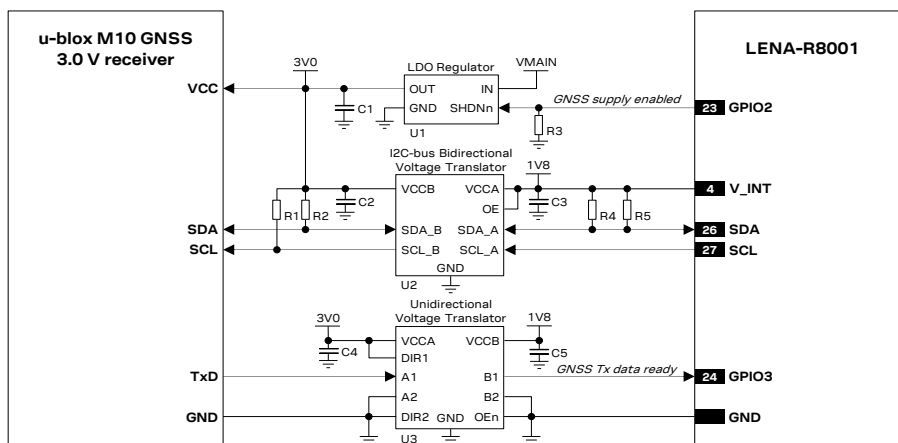 u-blox M10 GNSS
3.0 V receiver
LENA-R8001
3V0
LDO Regulator
VMAIN
VCC
OUT
IN
GNSS supply enabled
C1
GND
SHDNn
23
GPIO2
U1
R3
I2C-bus Bidirectional
Voltage Translator
1V8
VCCB
VCCA
4
V_INT
C2
OE
C3
R1
R2
R4
R5
SDA
SDA_B
SDA_A
26
SDA
SCL
SCL_B
SCL_A
27
SCL
GND
U2
Unidirectional
Voltage Translator
3V0
1V8
VCCA
VCCB
C4
DIR1
C5
GNSS Tx data ready
TxD
A1
B1
24
GPIO3
A2
B2
GND
DIR2
GND
OEn
GND
U3